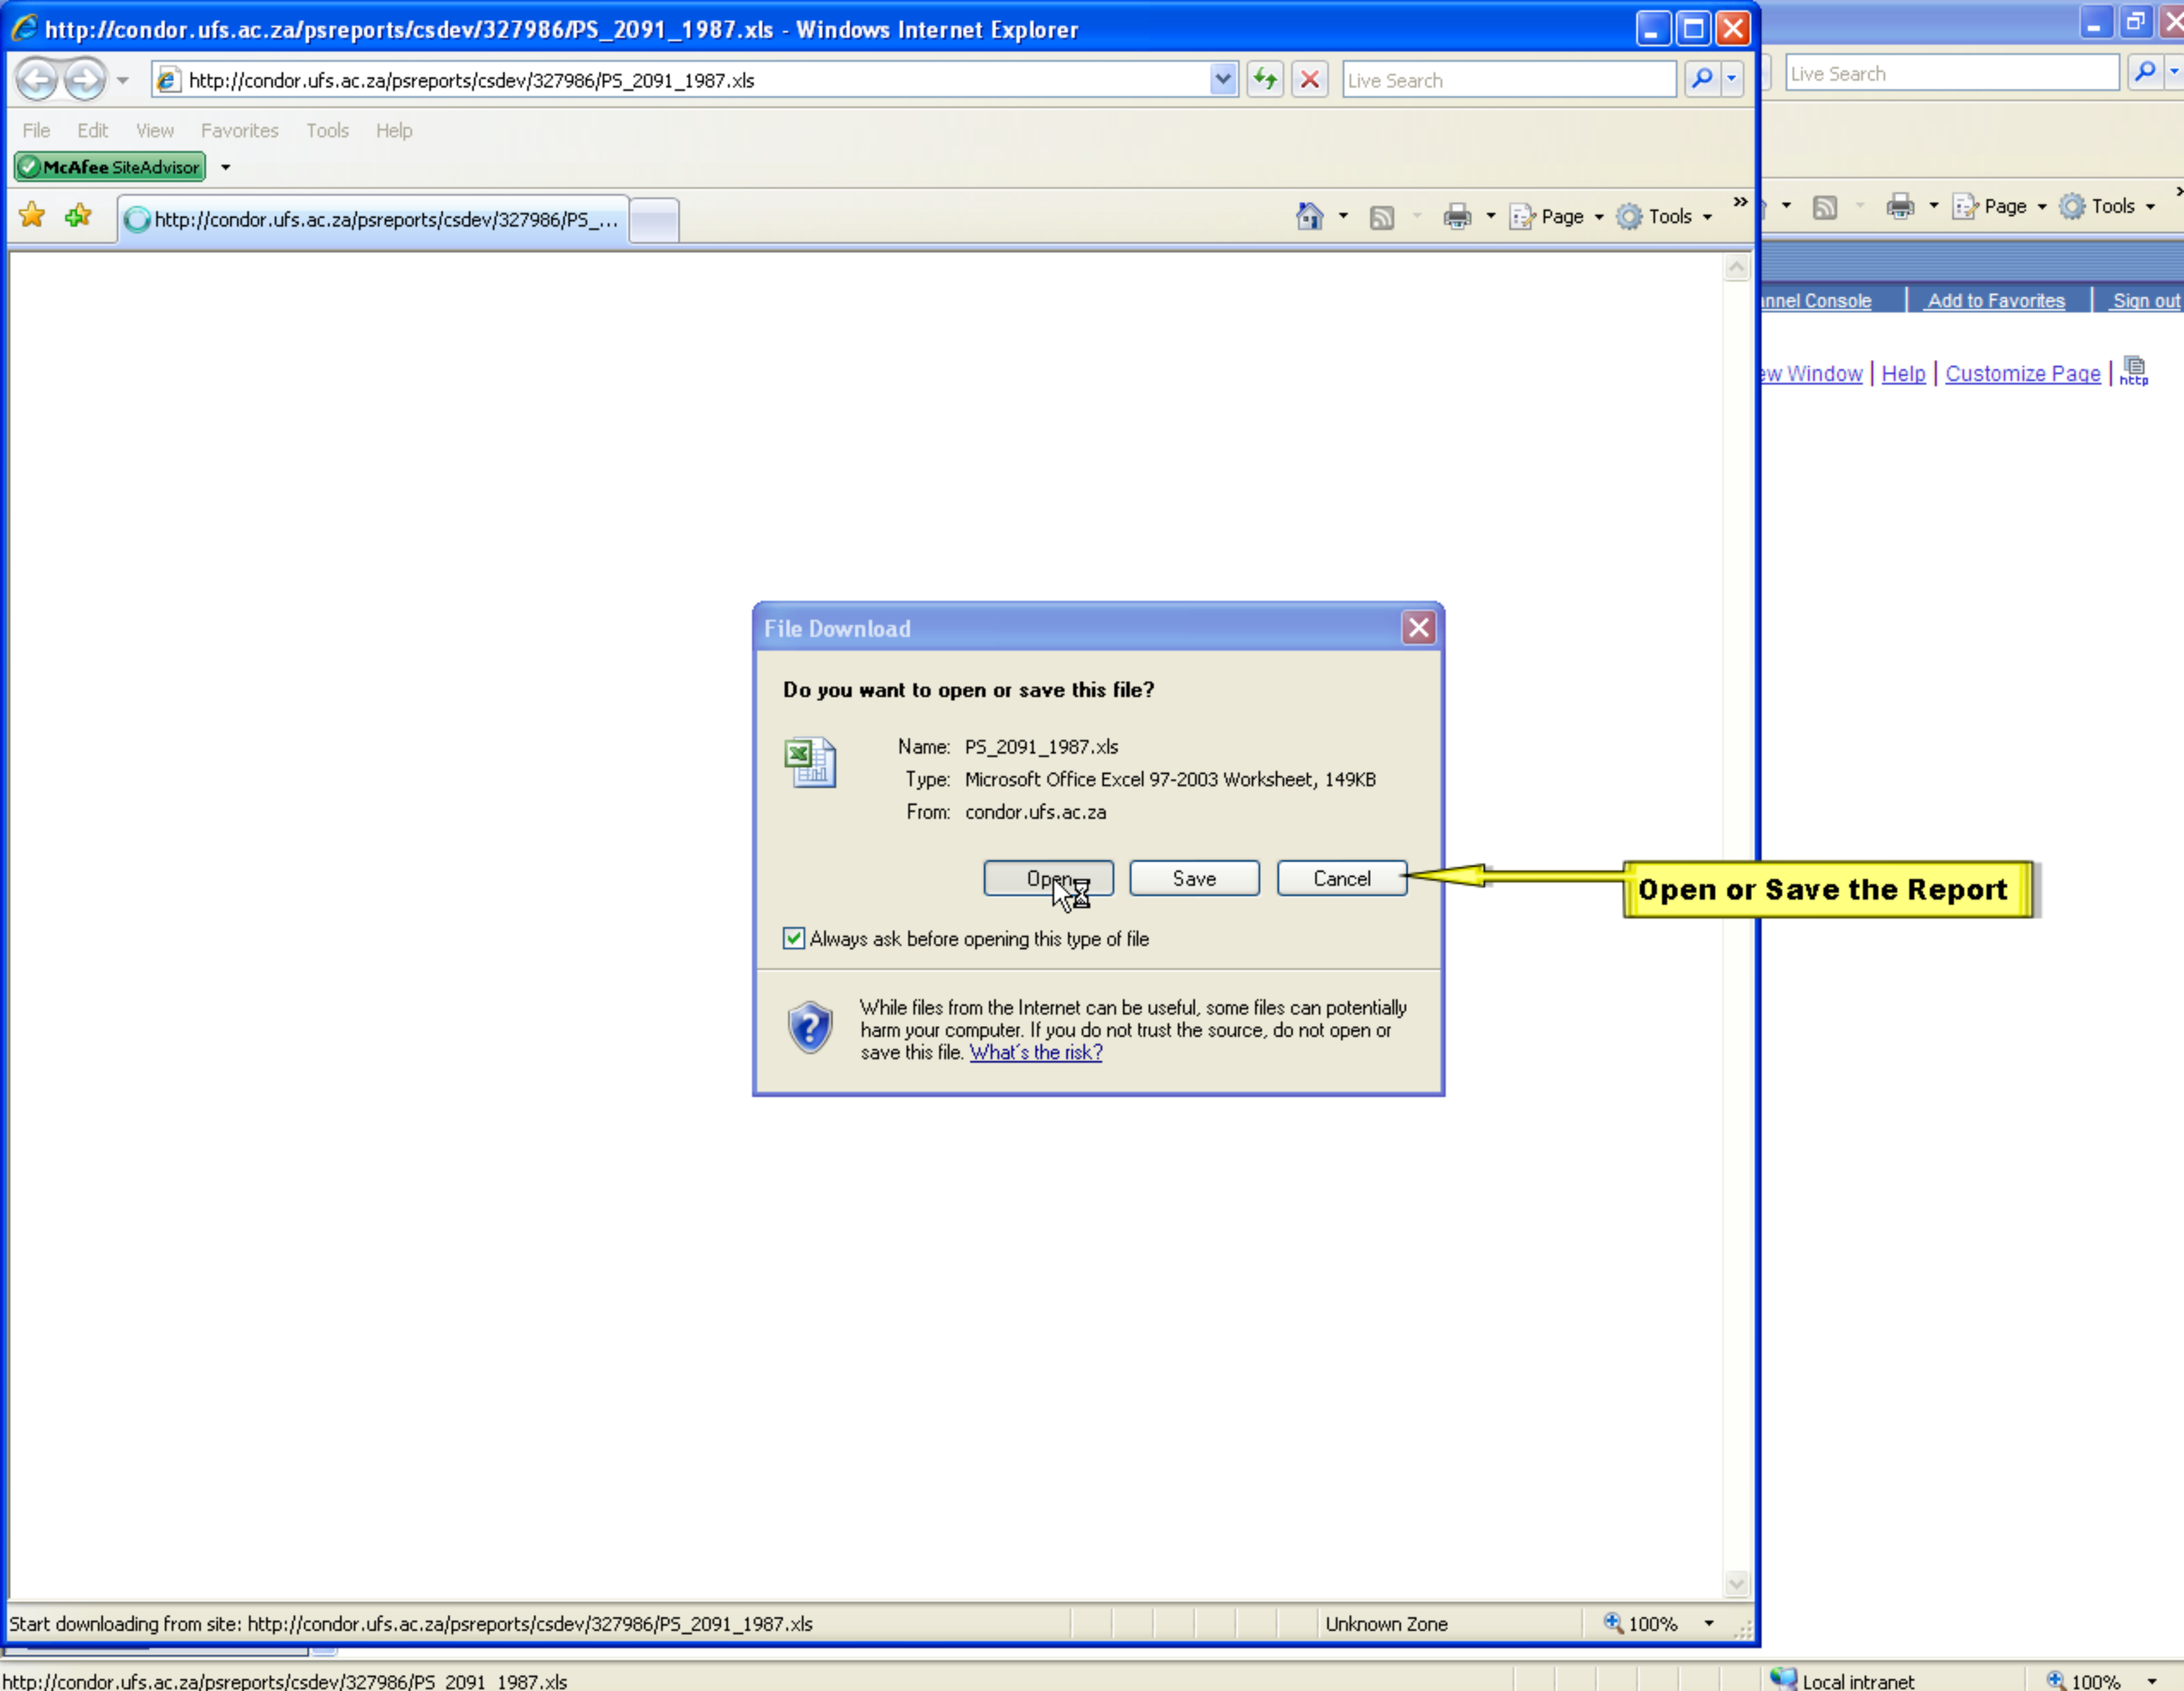 http://condor.ufs.ac.za/psreports/csdev/327986/PS_2091_1987.xls - Windows Internet Explorer
http://condor.ufs.ac.za/psreports/csdev/327986/PS_2091_1987.xls
Live Search
Live Search
File Edit View Favorites Tools Help
McAfee SiteAdvisor
http://condor.ufs.ac.za/psreports/csdev/327986/PS_...
Page Tools »
Page Tools »
nnel Console | Add to Favorites | Sign out
ew Window | Help | Customize Page | http
File Download
Do you want to open or save this file?
Name: PS_2091_1987.xls
Type: Microsoft Office Excel 97-2003 Worksheet, 149KB
From: condor.ufs.ac.za
Open Save Cancel
Open or Save the Report
Always ask before opening this type of file
While files from the Internet can be useful, some files can potentially
harm your computer. If you do not trust the source, do not open or
save this file. What's the risk?
Start downloading from site: http://condor.ufs.ac.za/psreports/csdev/327986/PS_2091_1987.xls
Unknown Zone
100%
http://condor.ufs.ac.za/psreports/csdev/327986/PS_2091_1987.xls
Local intranet
100%